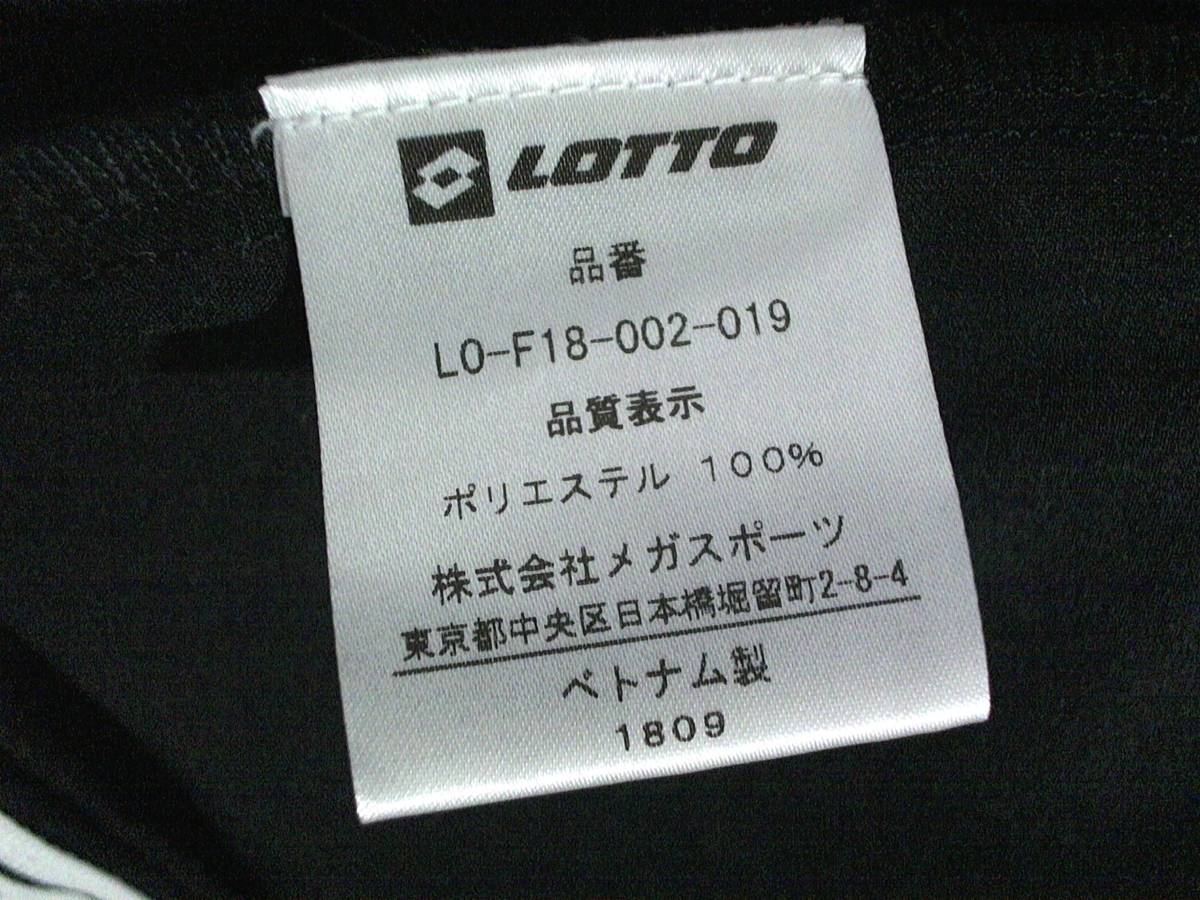 LOTTO
品番
LO-F18-002-019
品質表示
ポリエステル 100%
株式会社メガスポーツ
東京都中央区日本橋堀留町2-8-4
ベトナム製
1809